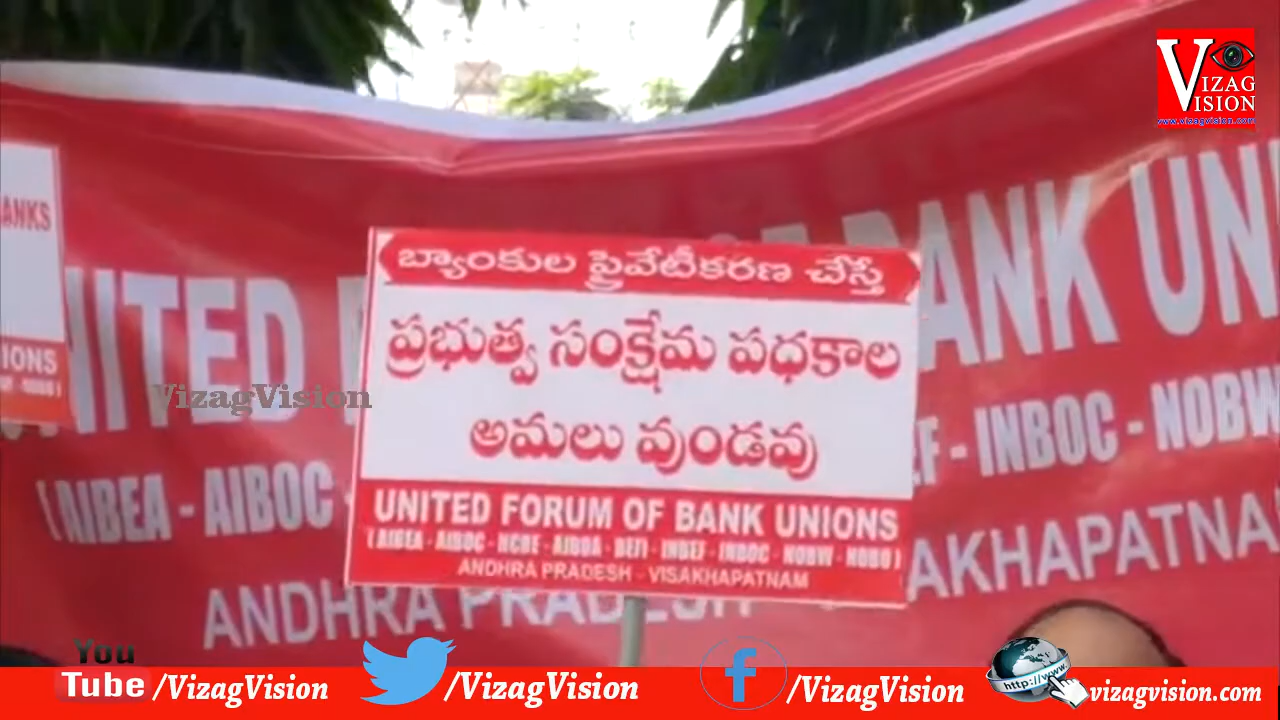 VIZAG
VISION
www.vizagvision.com
ANKS
IONS
UNITED
BANK UNI
(AIBEA - AIBOC -
EF - INBOC - NOBW
ANDHRA PRADESH
AKHAPATNA
బ్యాంకుల ప్రైవేటీకరణ చేస్తే
ప్రభుత్వ సంక్షేమ పధకాల
అమలు వుండవు
UNITED FORUM OF BANK UNIONS
(AIBEA - AIBOC - NCBE - AIBOA - BEFI - INBEF - INBOC - NOBW - NOBO)
ANDHRA PRADESH - VISAKHAPATNAM
VizagVision
You
Tube /VizagVision
/VizagVision
f /VizagVision
http://www.
vizagvision.com